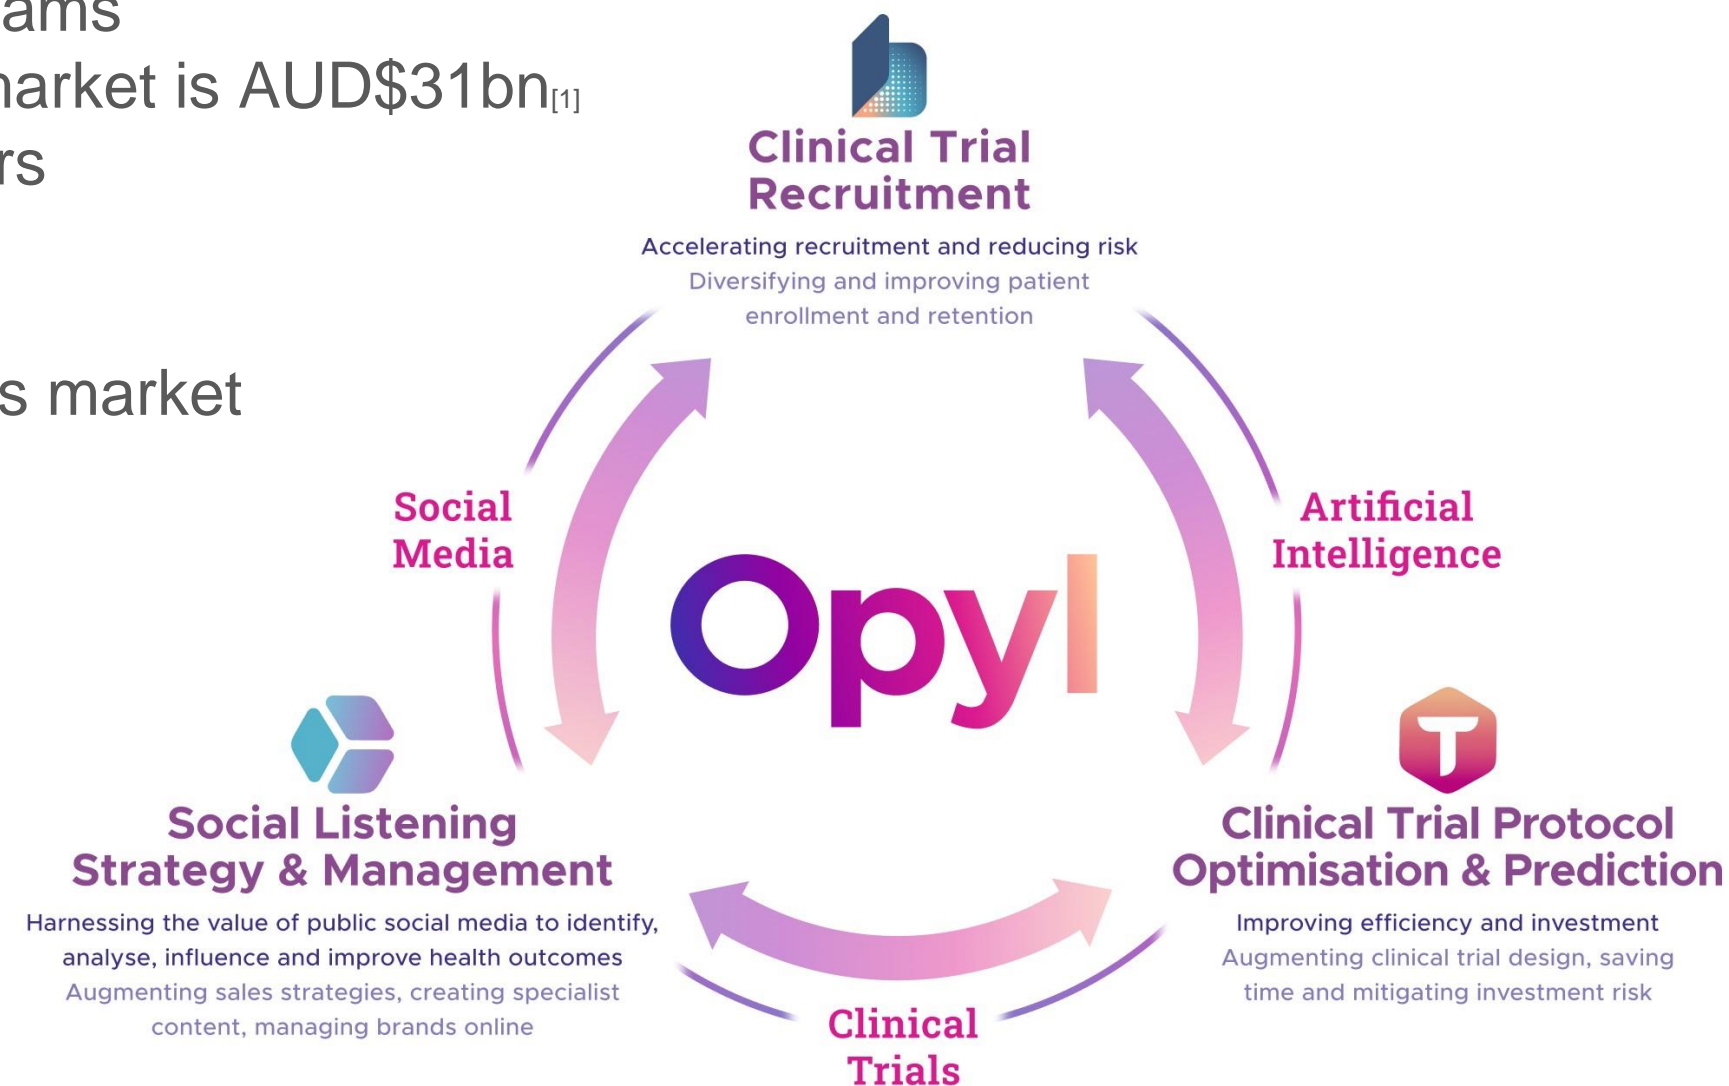 ams
market is AUD$31bn[1]
rs
s market
Clinical Trial
Recruitment
Accelerating recruitment and reducing risk
Diversifying and improving patient
enrollment and retention
Social
Media
Artificial
Intelligence
Opyl
Social Listening
Strategy & Management
Harnessing the value of public social media to identify,
analyse, influence and improve health outcomes
Augmenting sales strategies, creating specialist
content, managing brands online
T
Clinical Trial Protocol
Optimisation & Prediction
Improving efficiency and investment
Augmenting clinical trial design, saving
time and mitigating investment risk
Clinical
Trials